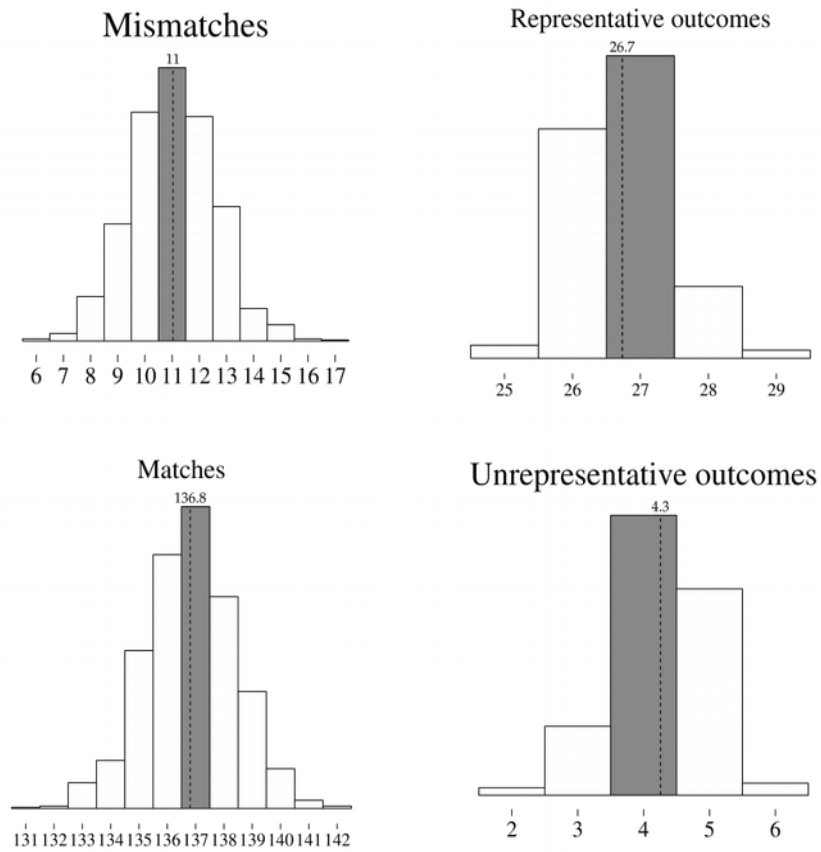 Mismatches
11
6 7 8 9 10 11 12 13 14 15 16 17
Representative outcomes
26.7
25 26 27 28 29
Matches
136.8
131 132 133 134 135 136 137 138 139 140 141 142
Unrepresentative outcomes
4.3
2 3 4 5 6